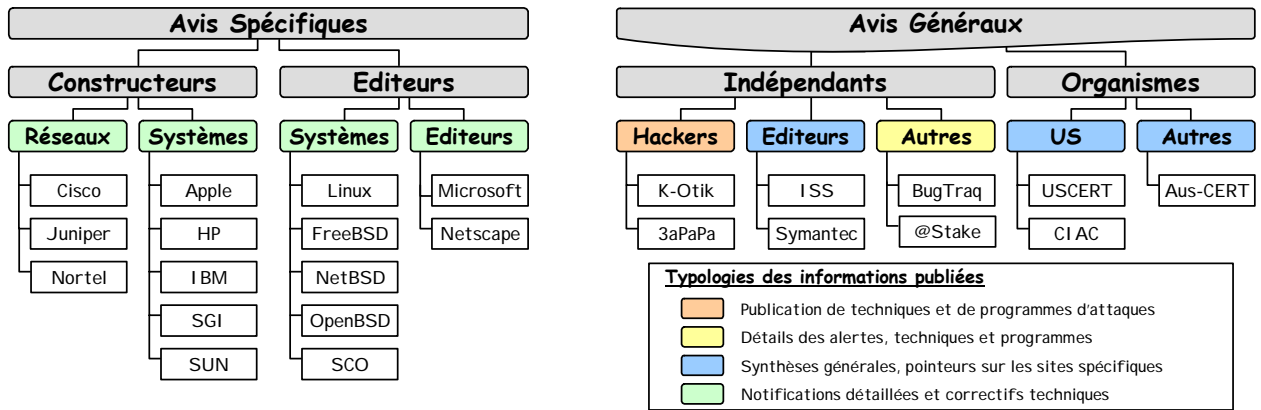 Avis Spécifiques
Constructeurs
Editeurs
Réseaux
Systèmes
Systèmes
Editeurs
Cisco
Apple
Linux
Microsoft
Juniper
HP
FreeBSD
Netscape
Nortel
IBM
NetBSD
SGI
OpenBSD
SUN
SCO
Avis Généraux
Indépendants
Organismes
Hackers
Editeurs
Autres
US
Autres
K-Otik
ISS
BugTraq
USCERT
Aus-CERT
3aPaPa
Symantec
@Stake
CIAC
Typologies des informations publiées
Publication de techniques et de programmes d'attaques
Détails des alertes, techniques et programmes
Synthèses générales, pointeurs sur les sites spécifiques
Notifications détaillées et correctifs techniques